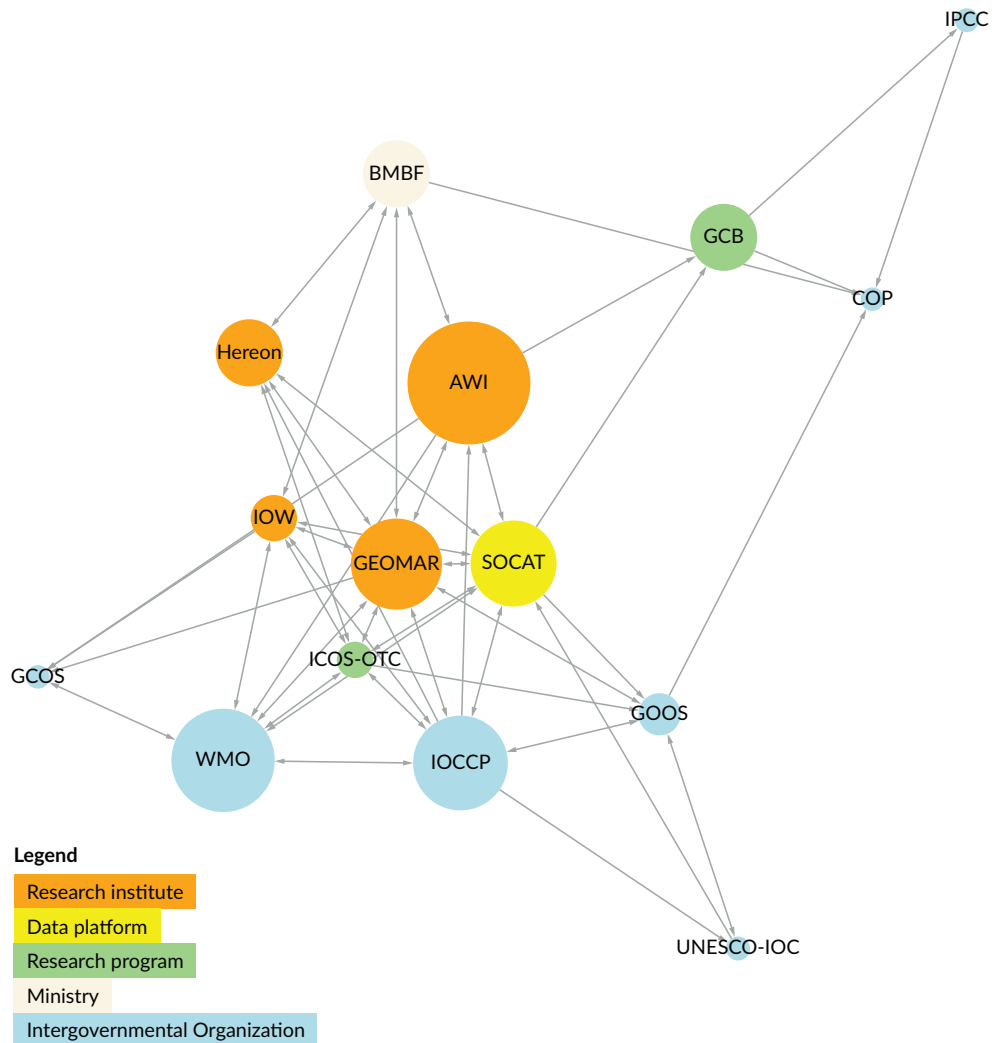 IPCC
BMBF
GCB
COP
Hereon
AWI
IOW
GEOMAR
SOCAT
ICOS-OTC
GCOS
GOOS
WMO
IOCCP
UNESCO-IOC
Legend
Research institute
Data platform
Research program
Ministry
Intergovernmental Organization